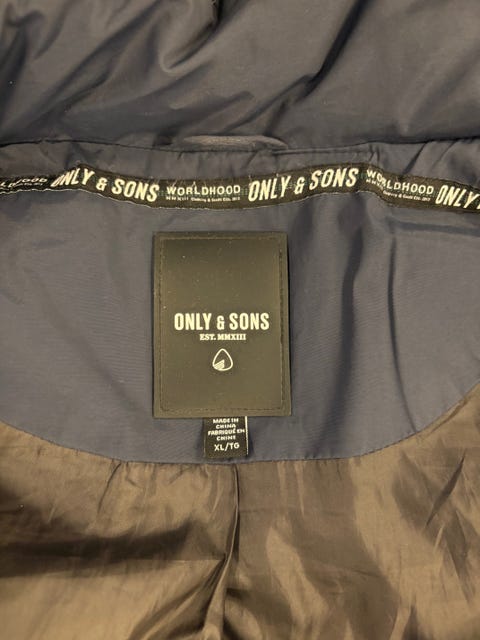 ONLY & SONS WORLDHOOD ONLY & SONS WORLDHOOD ONLY
MMXIII
ONLY & SONS
EST. MMXIII
MADE IN
CHINA
FABRIQUÉ EN
CHINE
XL/TG